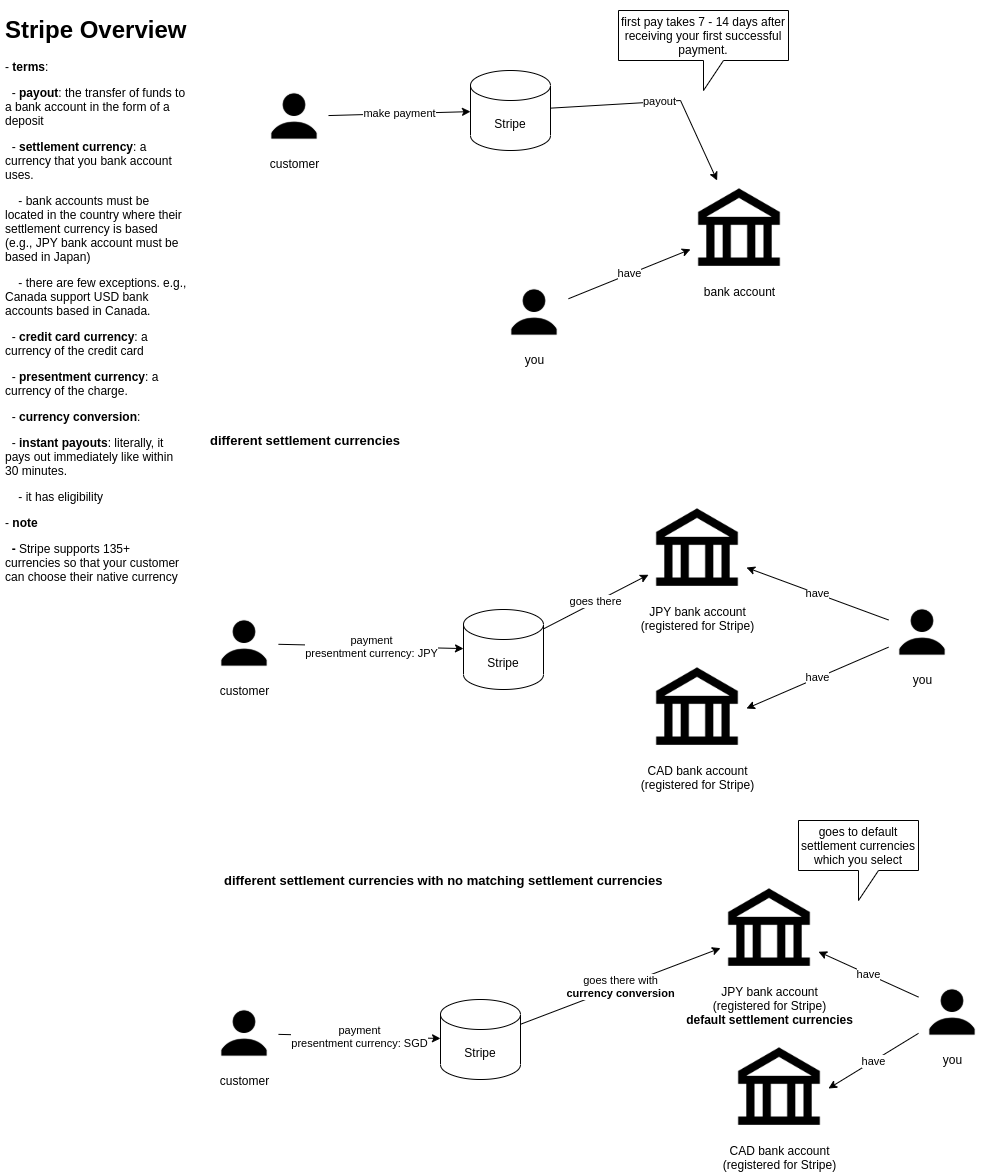 Stripe Overview
- terms:
- payout: the transfer of funds to
a bank account in the form of a
deposit
- settlement currency: a
currency that you bank account
uses.
- bank accounts must be
located in the country where their
settlement currency is based
(e.g., JPY bank account must be
based in Japan)
- there are few exceptions. e.g.,
Canada support USD bank
accounts based in Canada.
- credit card currency: a
currency of the credit card
- presentment currency: a
currency of the charge.
- currency conversion:
- instant payouts: literally, it
pays out immediately like within
30 minutes.
- it has eligibility
- note
- Stripe supports 135+
currencies so that your customer
can choose their native currency
first pay takes 7 - 14 days after
receiving your first successful
payment.
customer
make payment
Stripe
payout
bank account
have
you
different settlement currencies
customer
payment
presentment currency: JPY
Stripe
goes there
JPY bank account
(registered for Stripe)
have
have
you
CAD bank account
(registered for Stripe)
different settlement currencies with no matching settlement currencies
goes to default
settlement currencies
which you select
customer
payment
presentment currency: SGD
Stripe
goes there with
currency conversion
JPY bank account
(registered for Stripe)
default settlement currencies
have
have
you
CAD bank account
(registered for Stripe)